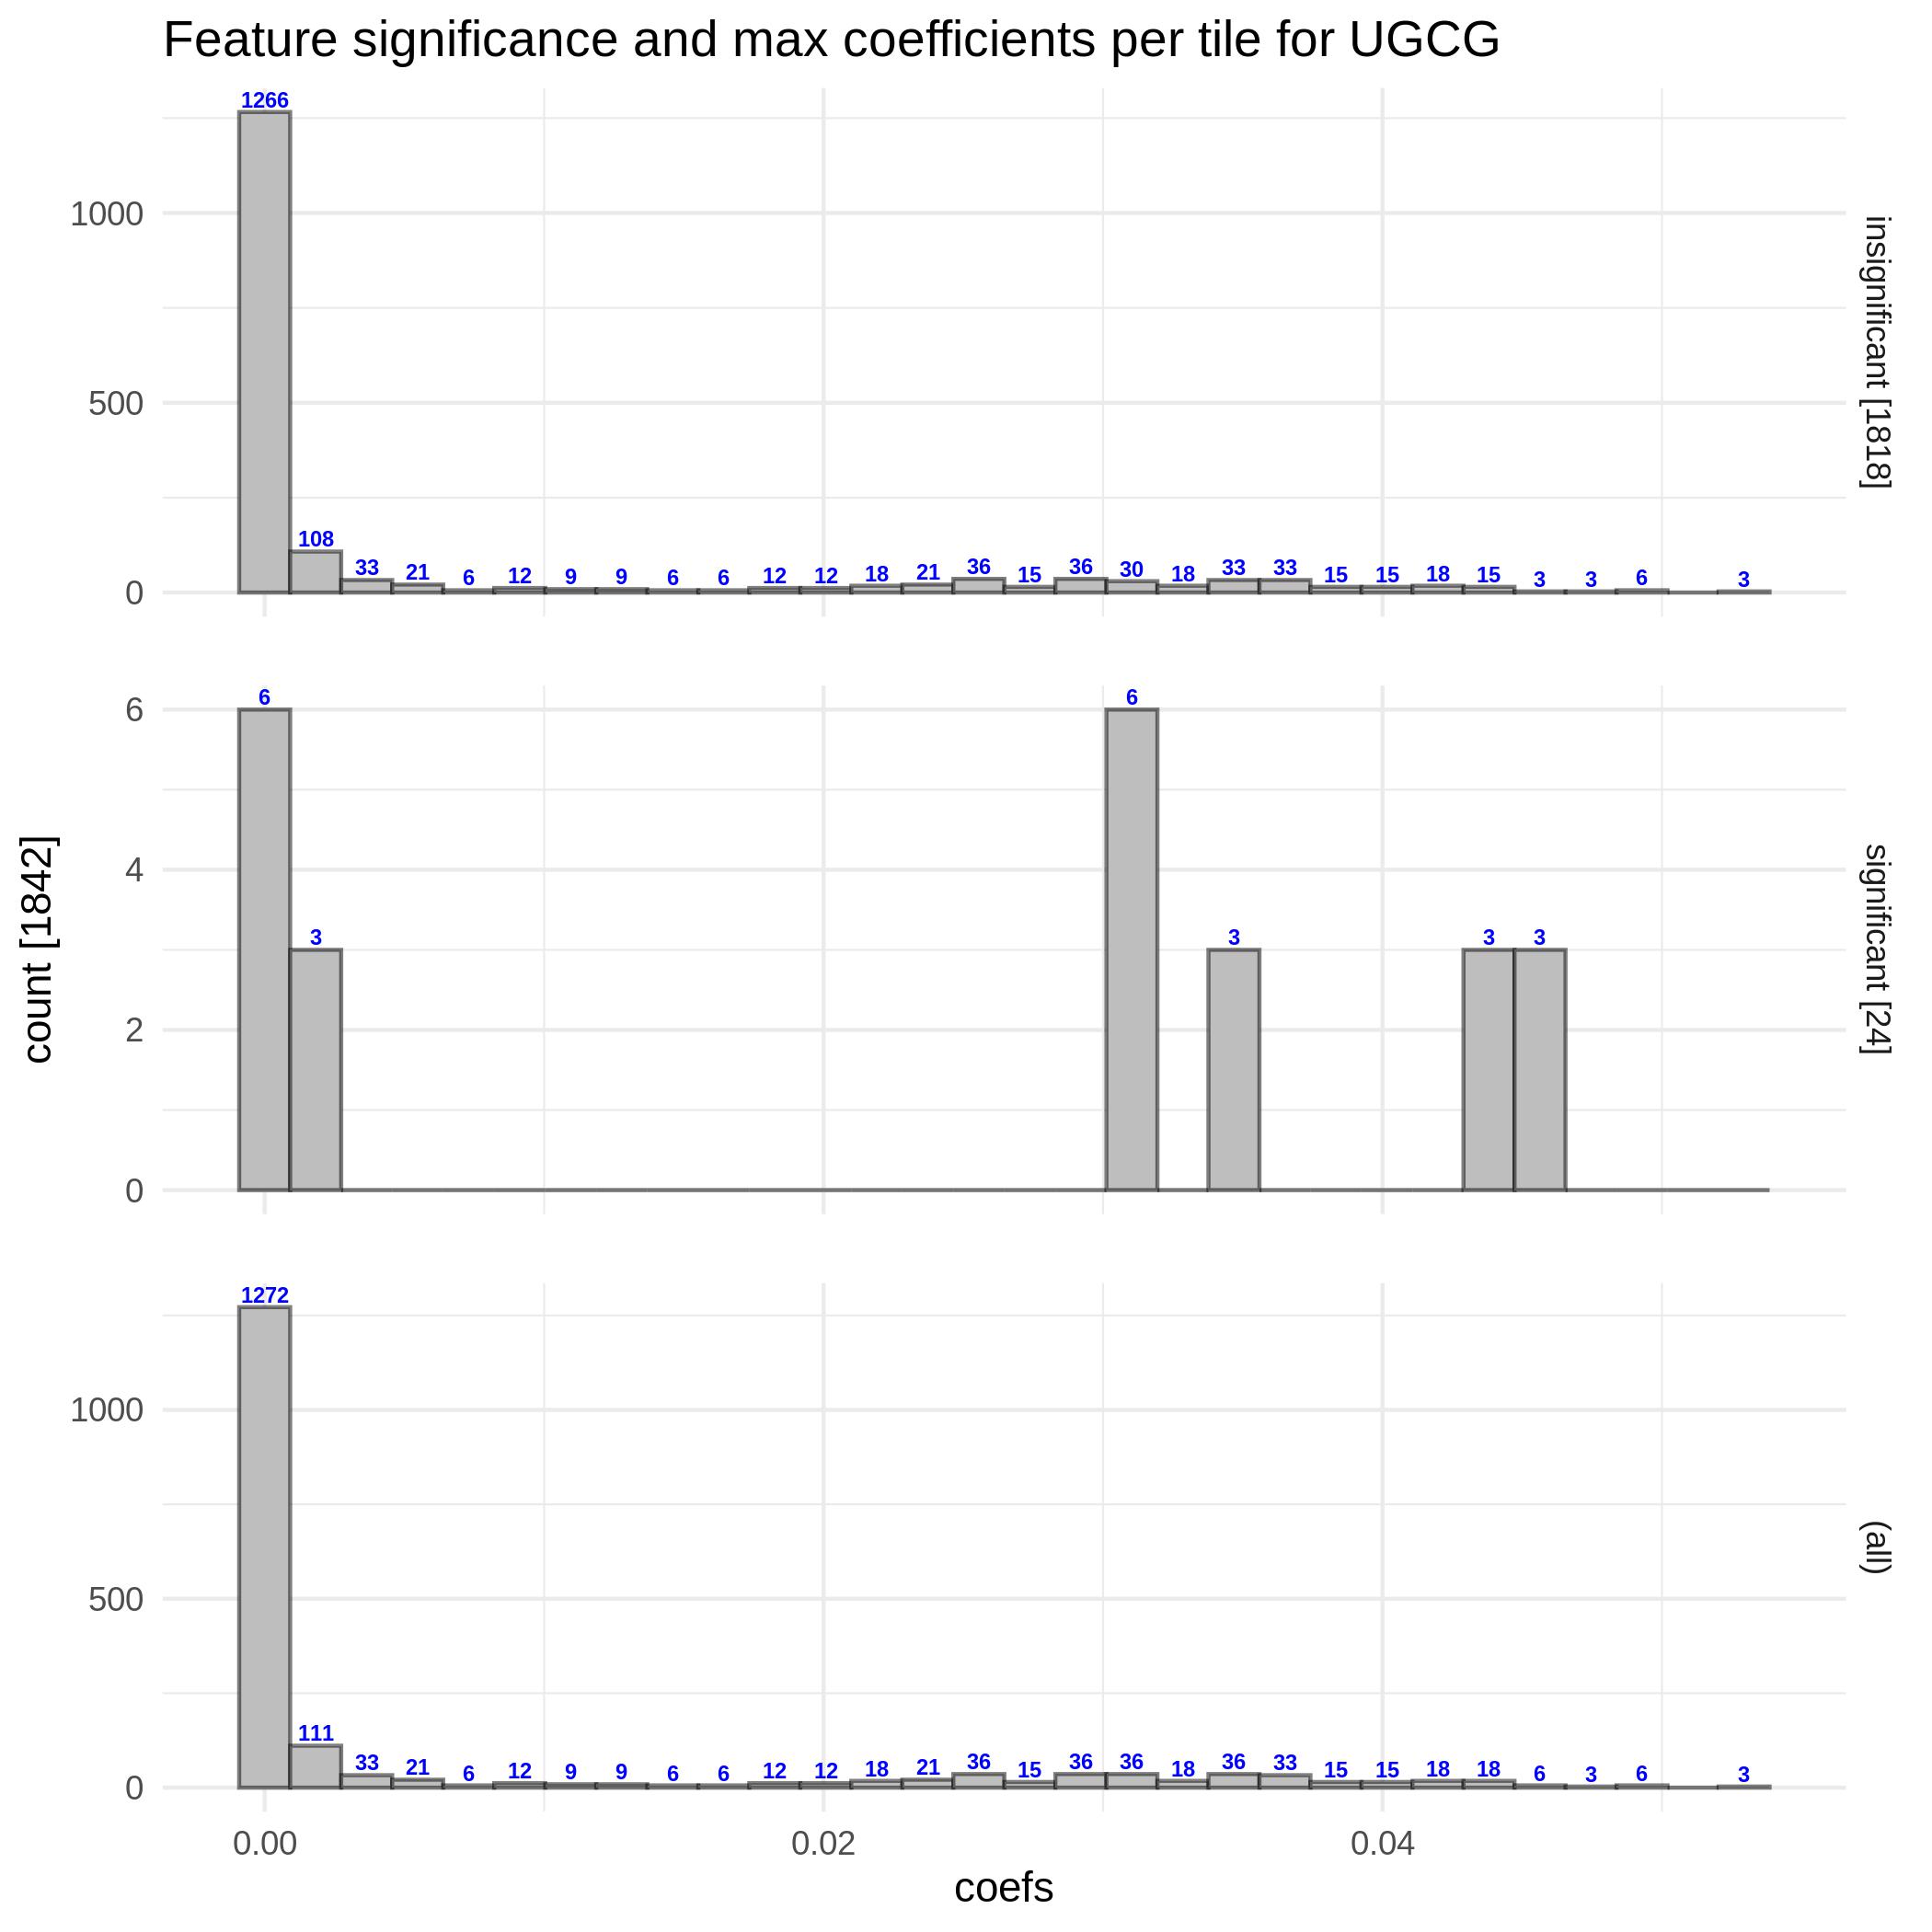 Feature significance and max coefficients per tile for UGCG
1266
108 33 21 6 12 9 9 6 6 12 12 18 21 36 15 36 30 18 33 33 15 15 18 15 3 3 6 3
1000
500
0
insignificant [1818]
6 3 6 3 3 3
6
4
2
0
significant [24]
count [1842]
1272
111 33 21 6 12 9 9 6 6 12 12 18 21 36 15 36 36 18 36 33 15 15 18 18 6 3 6 3
1000
500
0
(all)
0.00 0.02 0.04
coefs